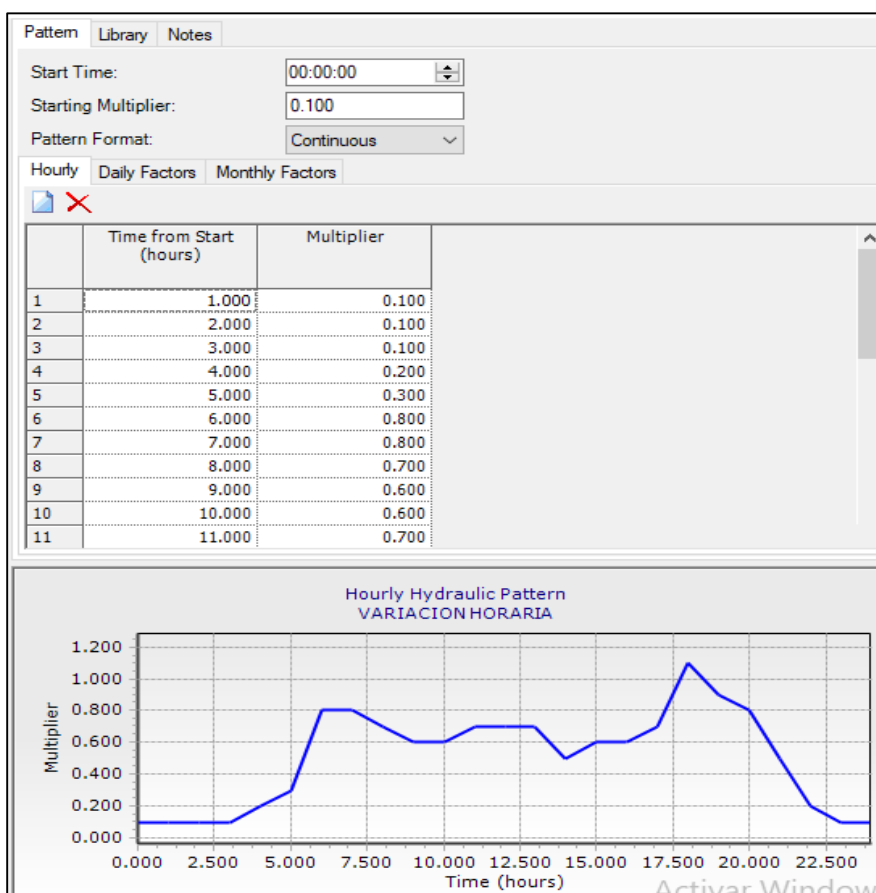 Pattern Library Notes
Start Time: 00:00:00
Starting Multiplier: 0.100
Pattern Format: Continuous
Hourly Daily Factors Monthly Factors
Time from Start (hours) Multiplier
1 1.000 0.100
2 2.000 0.100
3 3.000 0.100
4 4.000 0.200
5 5.000 0.300
6 6.000 0.800
7 7.000 0.800
8 8.000 0.700
9 9.000 0.600
10 10.000 0.600
11 11.000 0.700
Hourly Hydraulic Pattern
VARIACION HORARIA
1.200
1.000
0.800
0.600
0.400
0.200
0.000
Multiplier
0.000 2.500 5.000 7.500 10.000 12.500 15.000 17.500 20.000 22.500
Time (hours)
Activar Window